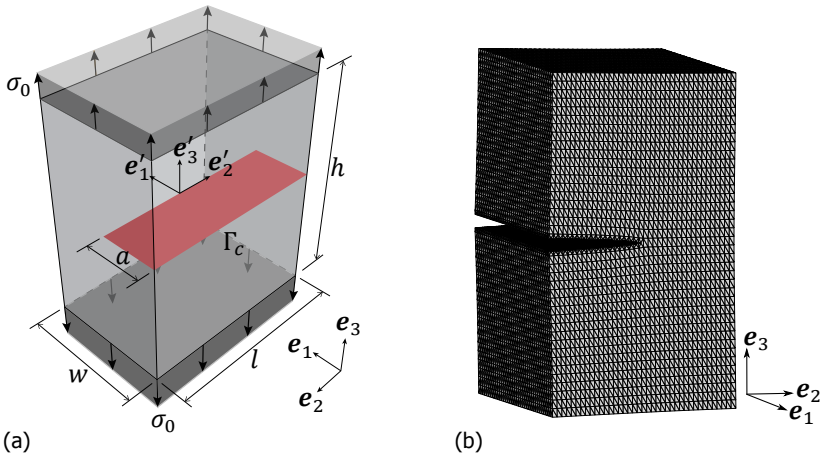 σ₀
e′₃
e′₁
e′₂
h
Γc
a
e₃
e₁
e₂
w
l
σ₀
(a)
e₃
e₂
e₁
(b)